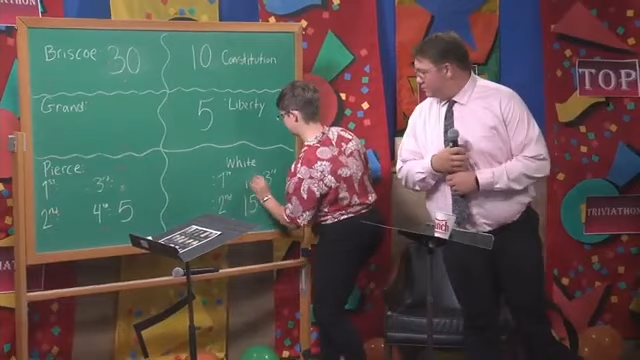 TRIVIATHON
Briscoe: 30
10 Constitution
Grand:
5 Liberty
Pierce:
1st: 3rd:
2nd: 4th: 5
White
:1st
:2nd 15
TOP
TRIVIATHON